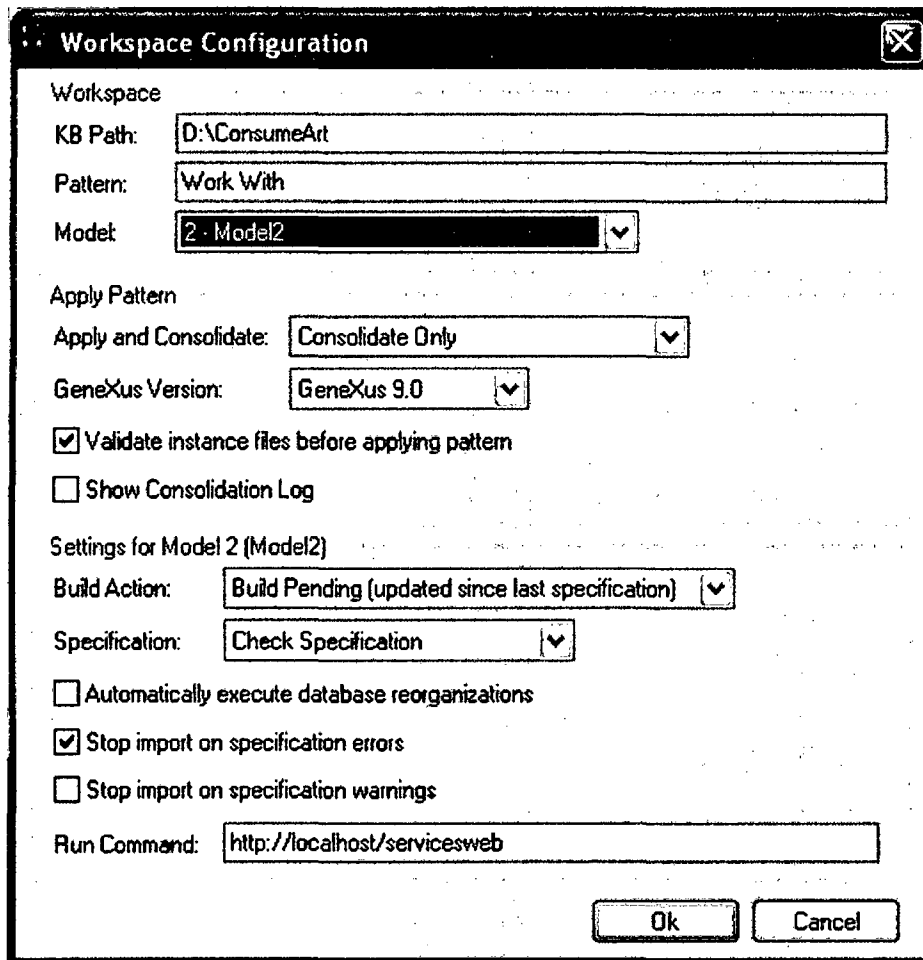 Workspace Configuration
Workspace
KB Path: D:\ConsumeArt
Pattern: Work With
Model: 2 - Model2
Apply Pattern
Apply and Consolidate: Consolidate Only
GeneXus Version: GeneXus 9.0
Validate instance files before applying pattern
Show Consolidation Log
Settings for Model 2 (Model2)
Build Action: Build Pending (updated since last specification)
Specification: Check Specification
Automatically execute database reorganizations
Stop import on specification errors
Stop import on specification warnings
Run Command: http://localhost/servicesweb
Ok Cancel